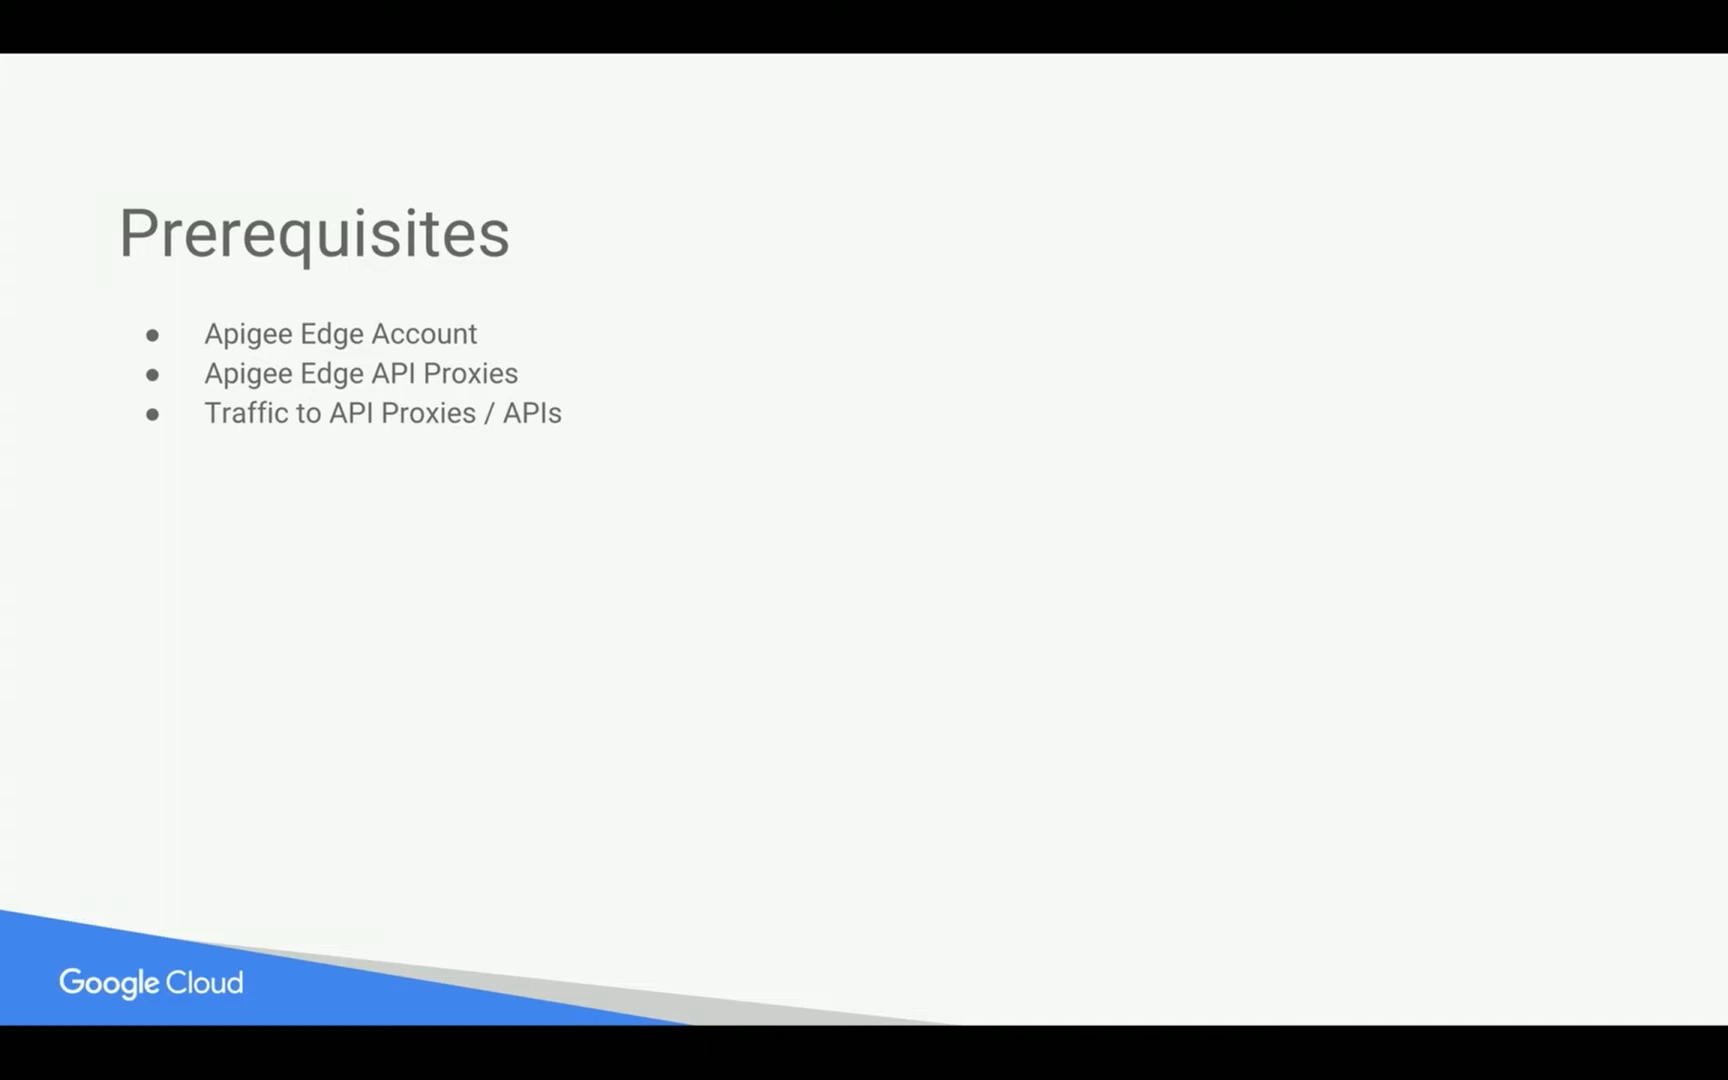 Prerequisites
● Apigee Edge Account
● Apigee Edge API Proxies
● Traffic to API Proxies / APIs
Google Cloud